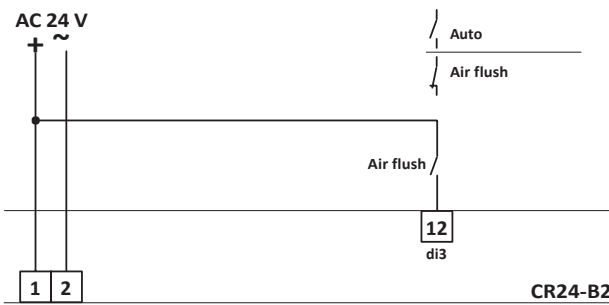 AC 24 V
+ ~
Auto
Air flush
Air flush
12
di3
1 2
CR24-B2